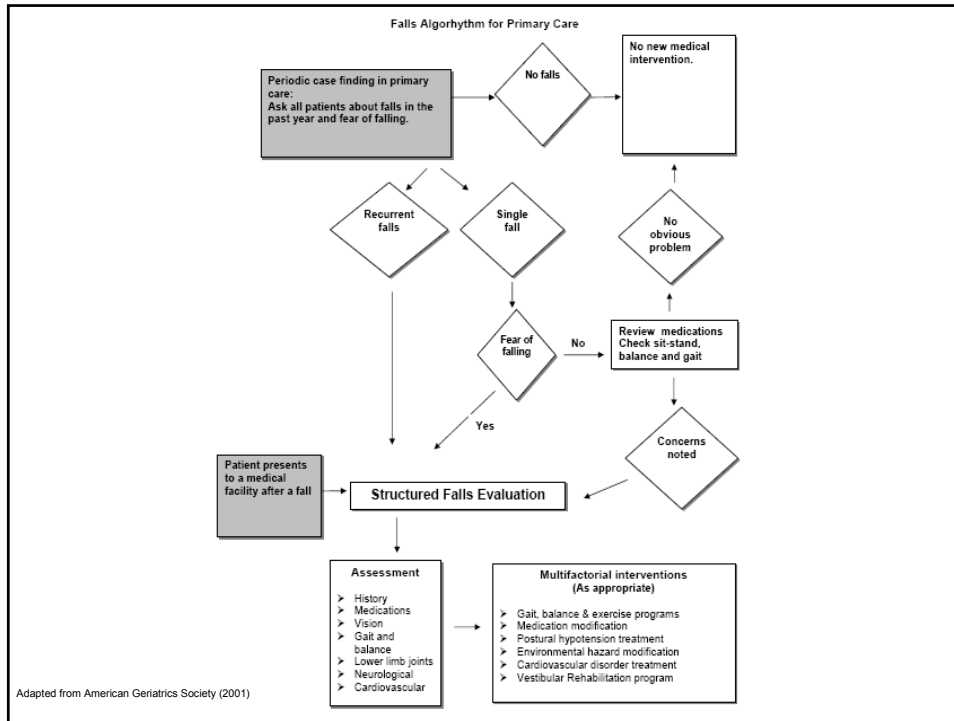 Falls Algorhythm for Primary Care
Periodic case finding in primary
care:
Ask all patients about falls in the
past year and fear of falling.
No falls
No new medical
intervention.
Recurrent
falls
Single
fall
No
obvious
problem
Fear of
falling
No
Review medications
Check sit-stand,
balance and gait
Yes
Concerns
noted
Patient presents
to a medical
facility after a fall
Structured Falls Evaluation
Assessment
➢ History
➢ Medications
➢ Vision
➢ Gait and
balance
➢ Lower limb joints
➢ Neurological
➢ Cardiovascular
Multifactorial interventions
(As appropriate)
➢ Gait, balance & exercise programs
➢ Medication modification
➢ Postural hypotension treatment
➢ Environmental hazard modification
➢ Cardiovascular disorder treatment
➢ Vestibular Rehabilitation program
Adapted from American Geriatrics Society (2001)